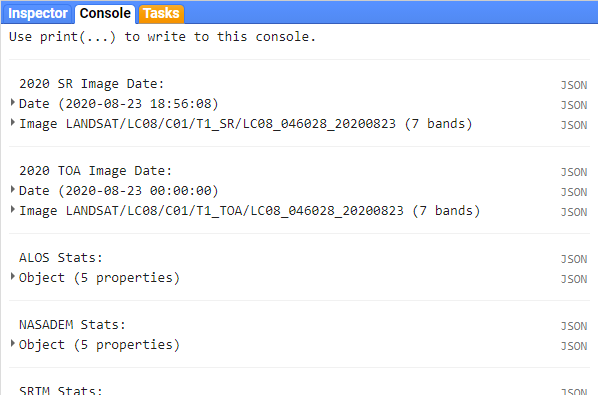 Inspector Console Tasks
Use print(...) to write to this console.
2020 SR Image Date: JSON
Date (2020-08-23 18:56:08) JSON
Image LANDSAT/LC08/C01/T1_SR/LC08_046028_20200823 (7 bands) JSON
2020 TOA Image Date: JSON
Date (2020-08-23 00:00:00) JSON
Image LANDSAT/LC08/C01/T1_TOA/LC08_046028_20200823 (7 bands) JSON
ALOS Stats: JSON
Object (5 properties) JSON
NASADEM Stats: JSON
Object (5 properties) JSON
SRTM Stats: JSON